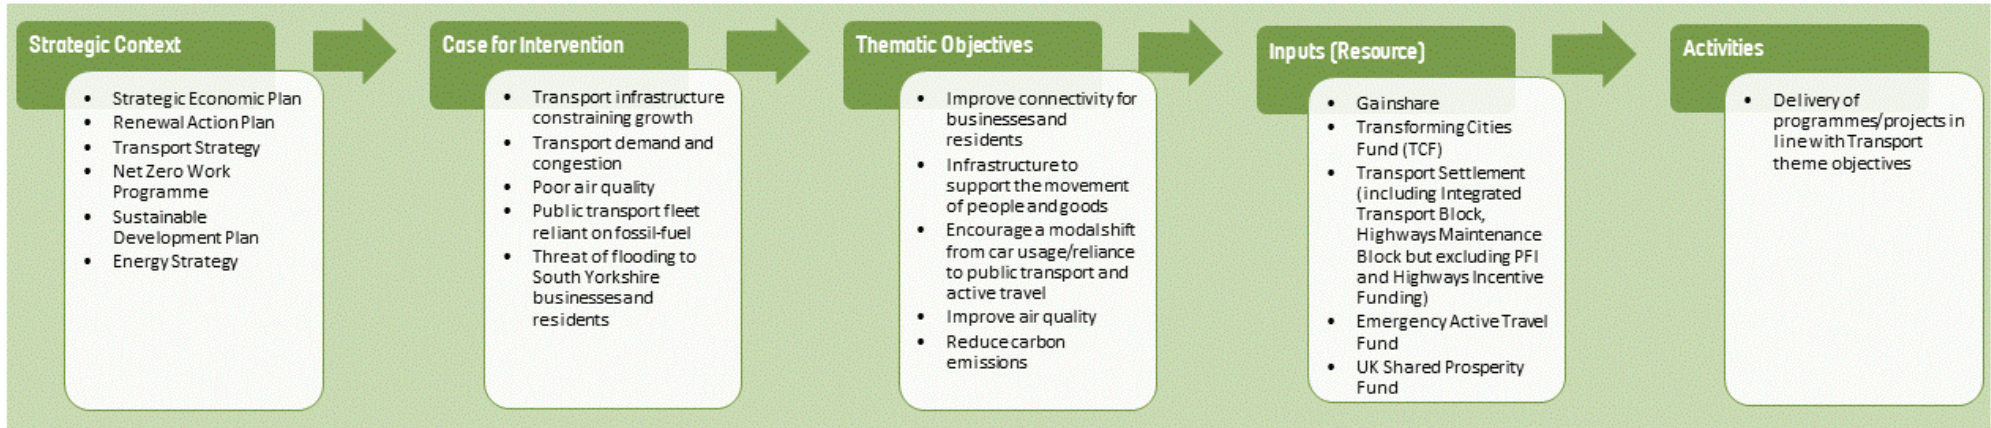 Strategic Context
• Strategic Economic Plan
• Renewal Action Plan
• Transport Strategy
• Net Zero Work
Programme
• Sustainable
Development Plan
• Energy Strategy
Case for Intervention
• Transport infrastructure
constraining growth
• Transport demand and
congestion
• Poor air quality
• Public transport fleet
reliant on fossil-fuel
• Threat of flooding to
South Yorkshire
businesses and
residents
Thematic Objectives
• Improve connectivity for
businesses and
residents
• Infrastructure to
support the movement
of people and goods
• Encourage a modal shift
from car usage/reliance
to public transport and
active travel
• Improve air quality
• Reduce carbon
emissions
Inputs (Resource)
• Gainshare
• Transforming Cities
Fund (TCF)
• Transport Settlement
(including Integrated
Transport Block,
Highways Maintenance
Block but excluding PFI
and Highways Incentive
Funding)
• Emergency Active Travel
Fund
• UK Shared Prosperity
Fund
Activities
• Delivery of
programmes/projects in
line with Transport
theme objectives